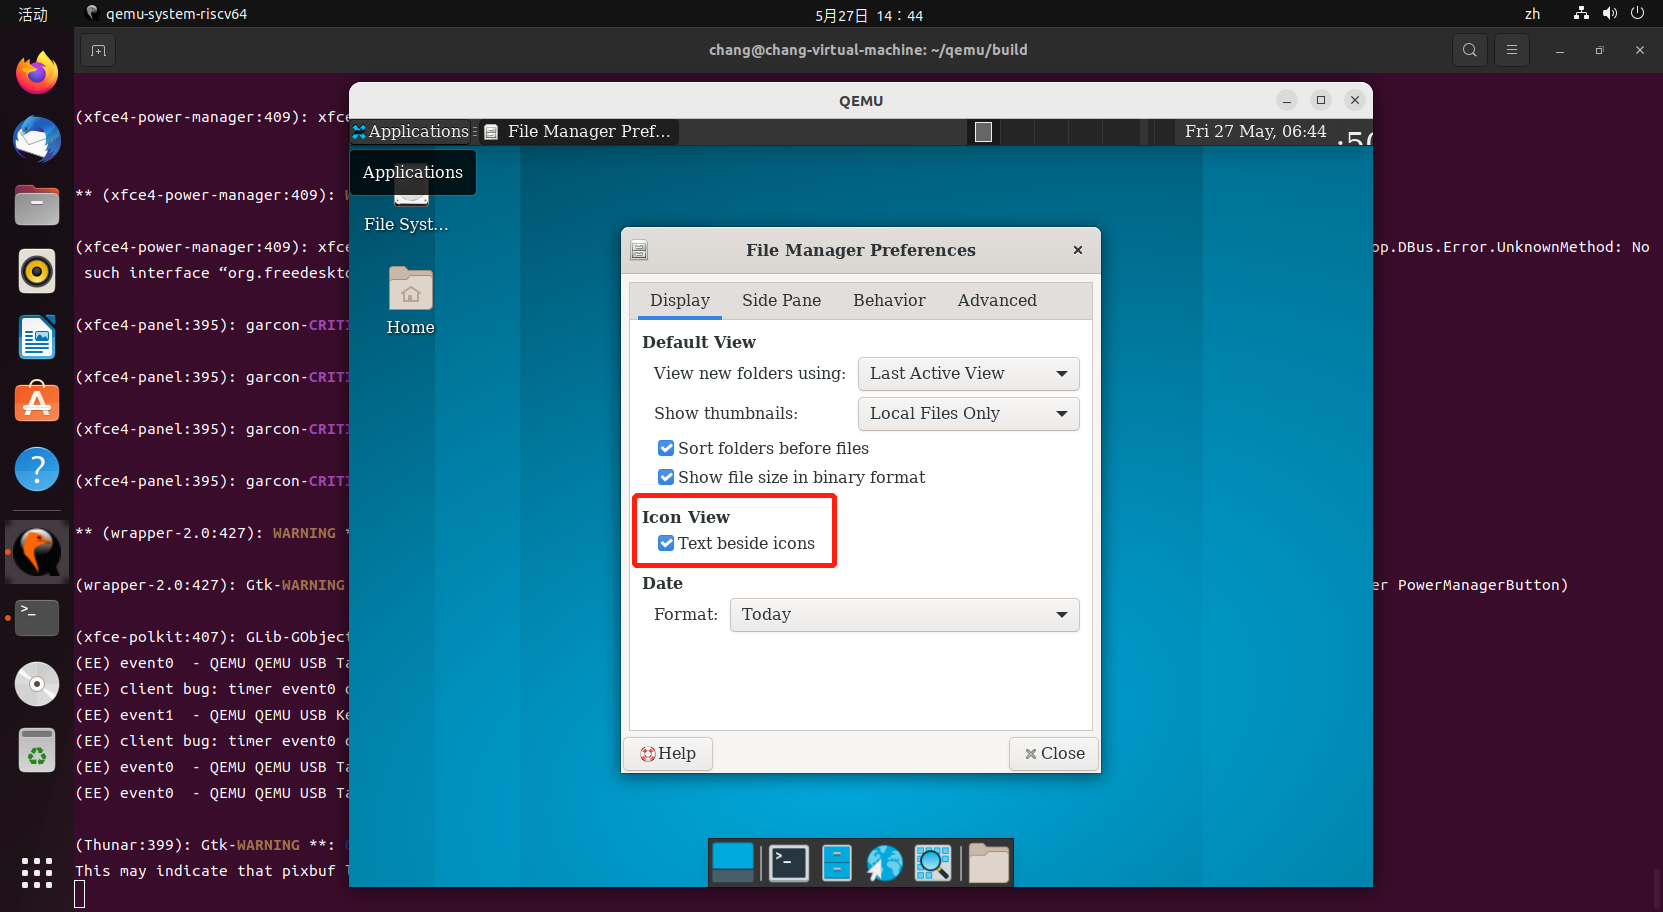 活动
qemu-system-riscv64
5月27日 14：44
zh
chang@chang-virtual-machine: ~/qemu/build
(xfce4-power-manager:409): xfce
** (xfce4-power-manager:409):
(xfce4-power-manager:409): xfce
op.DBus.Error.UnknownMethod: No
such interface “org.freedeskto
(xfce4-panel:395): garcon-CRITI
(xfce4-panel:395): garcon-CRITI
(xfce4-panel:395): garcon-CRITI
(xfce4-panel:395): garcon-CRITI
** (wrapper-2.0:427): WARNING *
(wrapper-2.0:427): Gtk-WARNING
er PowerManagerButton)
(xfce-polkit:407): GLib-GObject
(EE) event0  - QEMU QEMU USB Ta
(EE) client bug: timer event0 d
(EE) event1  - QEMU QEMU USB Ke
(EE) client bug: timer event0 d
(EE) event0  - QEMU QEMU USB Ta
(EE) event0  - QEMU QEMU USB Ta
(Thunar:399): Gtk-WARNING **:
This may indicate that pixbuf l
QEMU
Applications
File Manager Pref...
Fri 27 May, 06:44
Applications
File Syst...
Home
File Manager Preferences
Display Side Pane Behavior Advanced
Default View
View new folders using: Last Active View
Show thumbnails: Local Files Only
Sort folders before files
Show file size in binary format
Icon View
Text beside icons
Date
Format: Today
Help
Close